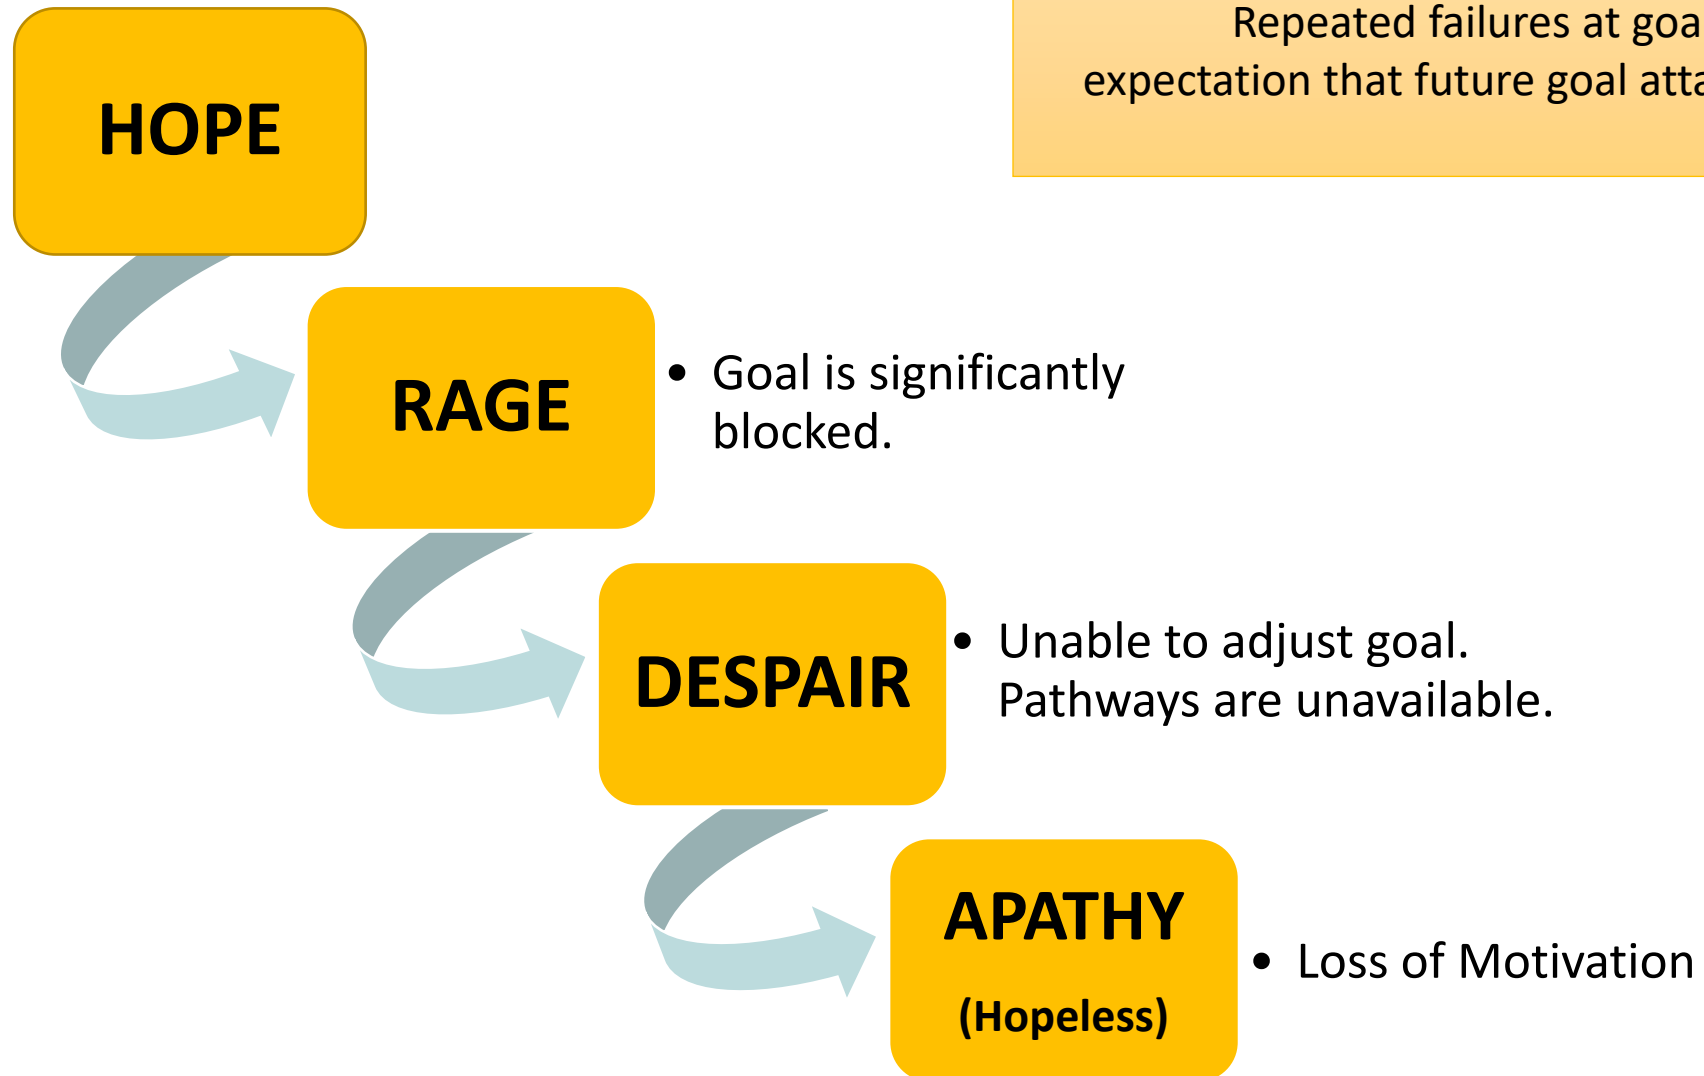 Repeated failures at goa
expectation that future goal atta
HOPE
RAGE
• Goal is significantly
blocked.
DESPAIR
• Unable to adjust goal.
Pathways are unavailable.
APATHY
(Hopeless)
• Loss of Motivation